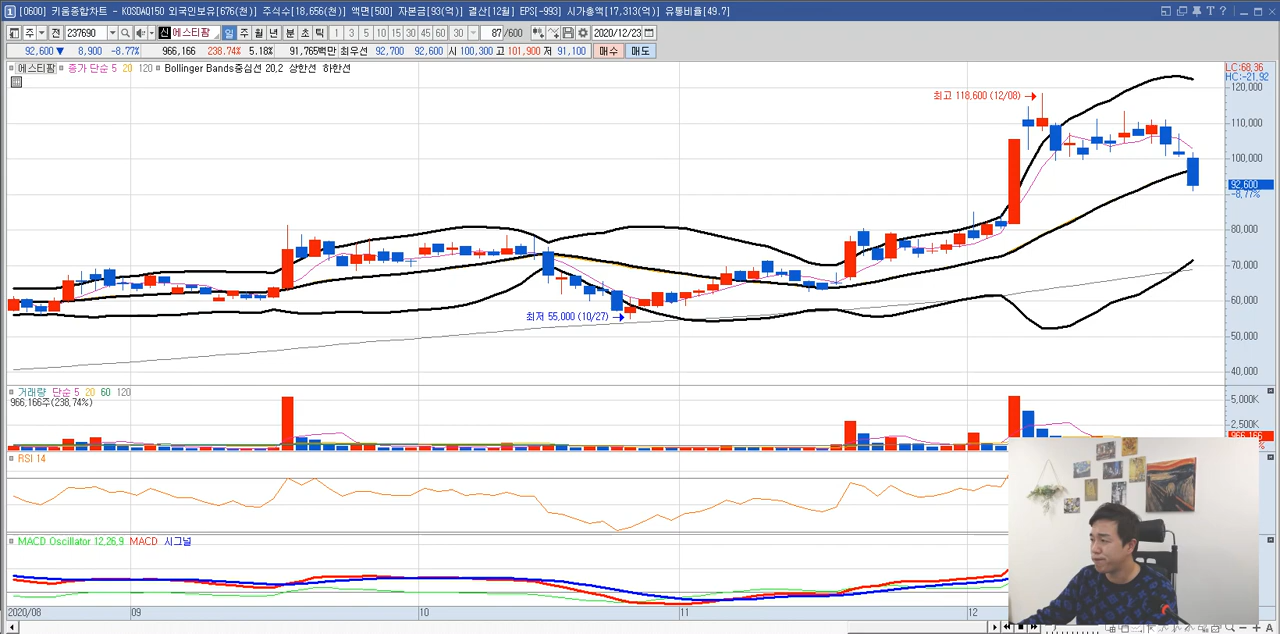 [0600] 키움종합차트 - KOSDAQ150 외국인보유[676(천)] 주식수[18,656(천)] 액면[500] 자본금[93(억)] 결산[12월] EPS[-993] 시가총액[17,313(억)] 유통비율[49.7]
주 전 237690 신 에스티팜 일 주 월 년 분 초 틱 1 3 5 10 15 30 45 60 30 87 /600 2020/12/23
92,600 ▼ 8,900 -8.77% 966,166 238.74% 5.18% 91,765백만 최우선 92,700 92,600 시 100,300 고 101,900 저 91,100 매수 매도
에스티팜 종가 단순 5 20 120 Bollinger Bands중심선 20,2 상한선 하한선
LC:68.36
HC:-21.92
120,000
최고 118,600 (12/08)
110,000
100,000
92,600
-8.77%
80,000
70,000
60,000
최저 55,000 (10/27)
50,000
40,000
거래량 단순 5 20 60 120
966,166주(238.74%)
5,000K
2,500K
966,166
RSI 14
MACD Oscillator 12,26,9 MACD 시그널
2020/08 09 10 11 12